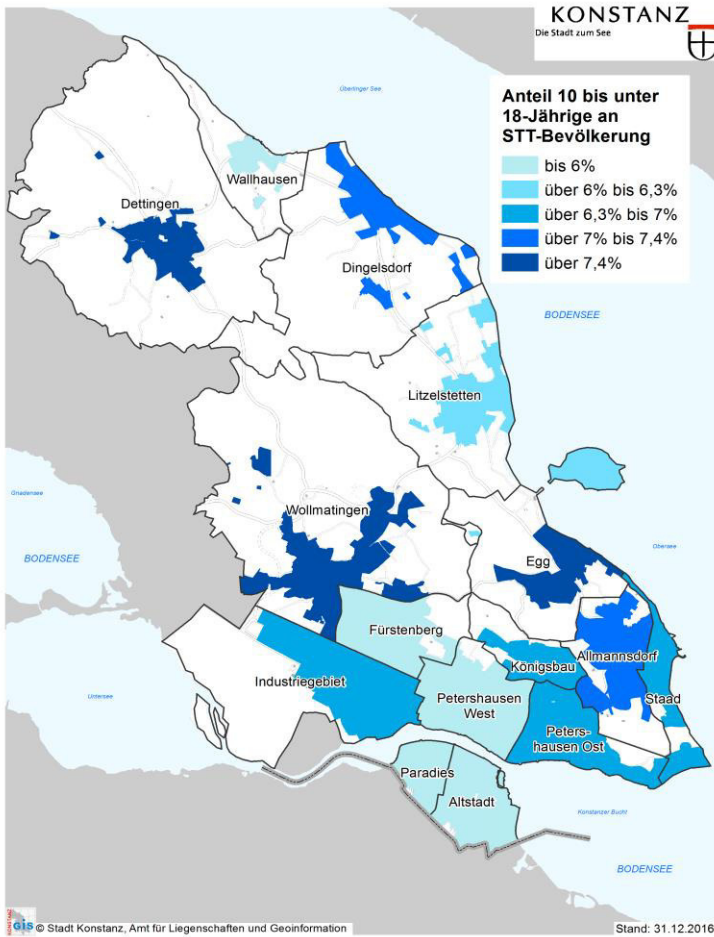 KONSTANZ
Die Stadt zum See
Anteil 10 bis unter
18-Jährige an
STT-Bevölkerung
bis 6%
über 6% bis 6,3%
über 6,3% bis 7%
über 7% bis 7,4%
über 7,4%
Überlinger See
Wallhausen
Dettingen
Dingelsdorf
BODENSEE
Litzelstetten
Gnadensee
Wollmatingen
Obersee
BODENSEE
Egg
Fürstenberg
Allmannsdorf
Königsbau
Industriegebiet
Untersee
Petershausen
West
Staad
Peters-
hausen Ost
Paradies
Altstadt
Konstanzer Bucht
BODENSEE
KONSTANZ
GIS © Stadt Konstanz, Amt für Liegenschaften und Geoinformation
Stand: 31.12.2016